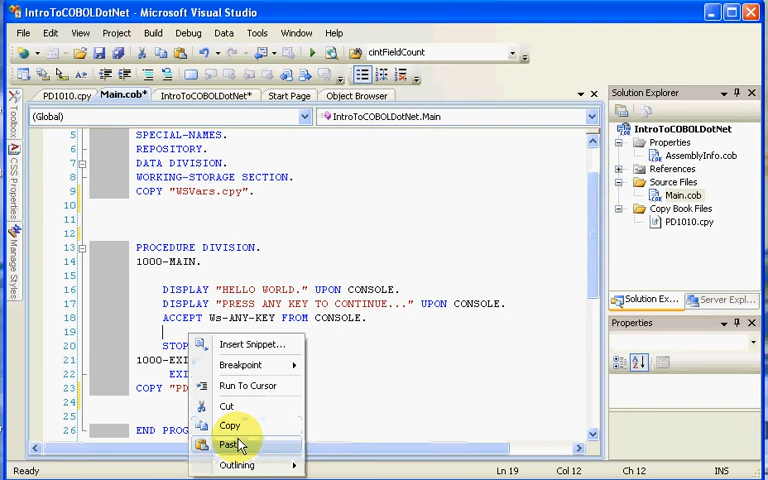 IntroToCOBOLDotNet - Microsoft Visual Studio
File Edit View Project Build Debug Data Tools Window Help
cintFieldCount
PD1010.cpy Main.cob* IntroToCOBOLDotNet* Start Page Object Browser
(Global) IntroToCOBOLDotNet.Main
5 SPECIAL-NAMES.
6 REPOSITORY.
7 DATA DIVISION.
8 WORKING-STORAGE SECTION.
9 COPY "WSVars.cpy".
10
11
12
13 PROCEDURE DIVISION.
14 1000-MAIN.
15
16 DISPLAY "HELLO WORLD." UPON CONSOLE.
17 DISPLAY "PRESS ANY KEY TO CONTINUE..." UPON CONSOLE.
18 ACCEPT Ws-ANY-KEY FROM CONSOLE.
19
20 STOP
21 1000-EXI
22 EXI
23 COPY "PD
24
25
26 END PROG
Insert Snippet...
Breakpoint
Run To Cursor
Cut
Copy
Paste
Outlining
Toolbox
CSS Properties
Manage Styles
Solution Explorer
IntroToCOBOLDotNet
Properties
AssemblyInfo.cob
References
Source Files
Main.cob
Copy Book Files
PD1010.cpy
Solution Ex... Server Expl...
Properties
Ready Ln 19 Col 12 Ch 12 INS